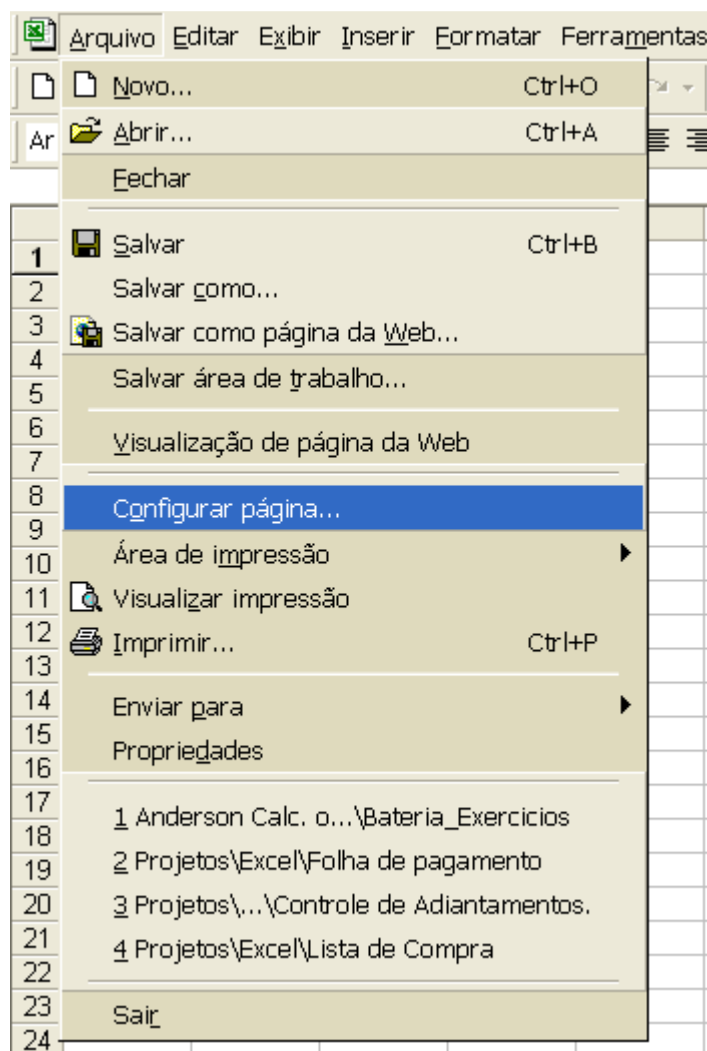 Arquivo Editar Exibir Inserir Formatar Ferramentas
Novo... Ctrl+O
Ar
Abrir... Ctrl+A
Fechar
Salvar Ctrl+B
Salvar como...
Salvar como página da Web...
Salvar área de trabalho...
Visualização de página da Web
Configurar página...
Área de impressão
Visualizar impressão
Imprimir... Ctrl+P
Enviar para
Propriedades
1 Anderson Calc. o...\Bateria_Exercicios
2 Projetos\Excel\Folha de pagamento
3 Projetos\...\Controle de Adiantamentos.
4 Projetos\Excel\Lista de Compra
Sair
1
2
3
4
5
6
7
8
9
10
11
12
13
14
15
16
17
18
19
20
21
22
23
24